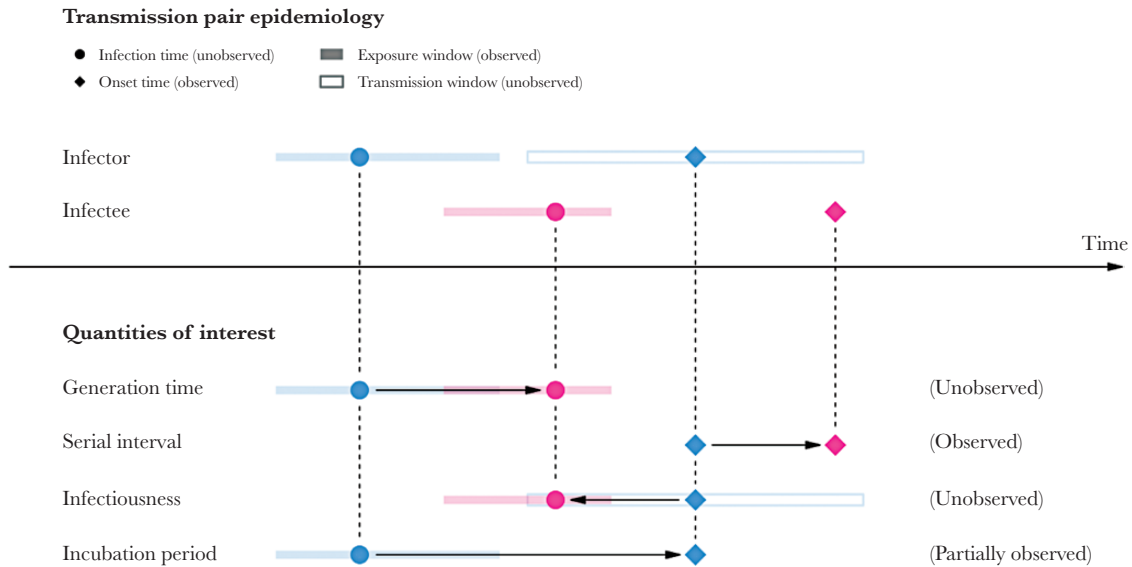 Transmission pair epidemiology
Infection time (unobserved)
Exposure window (observed)
Onset time (observed)
Transmission window (unobserved)
Infector
Infectee
Time
Quantities of interest
Generation time
(Unobserved)
Serial interval
(Observed)
Infectiousness
(Unobserved)
Incubation period
(Partially observed)